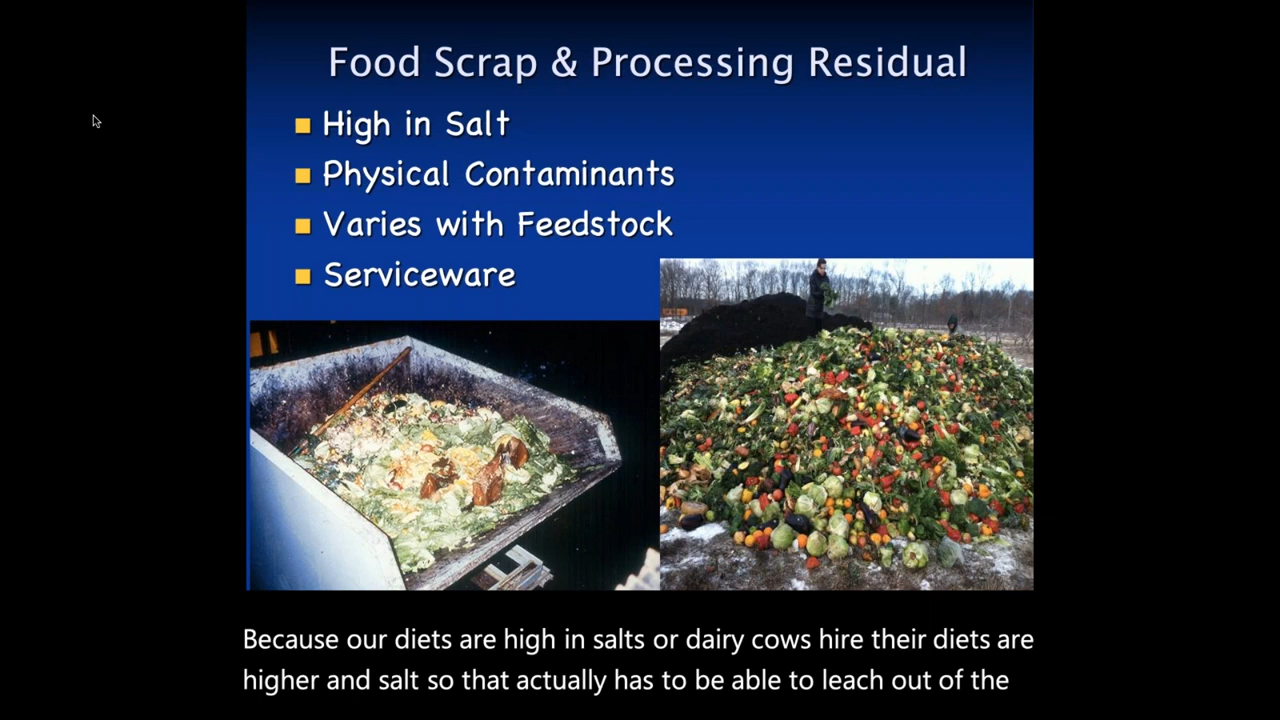 Food Scrap & Processing Residual
High in Salt
Physical Contaminants
Varies with Feedstock
Serviceware
Because our diets are high in salts or dairy cows hire their diets are
higher and salt so that actually has to be able to leach out of the